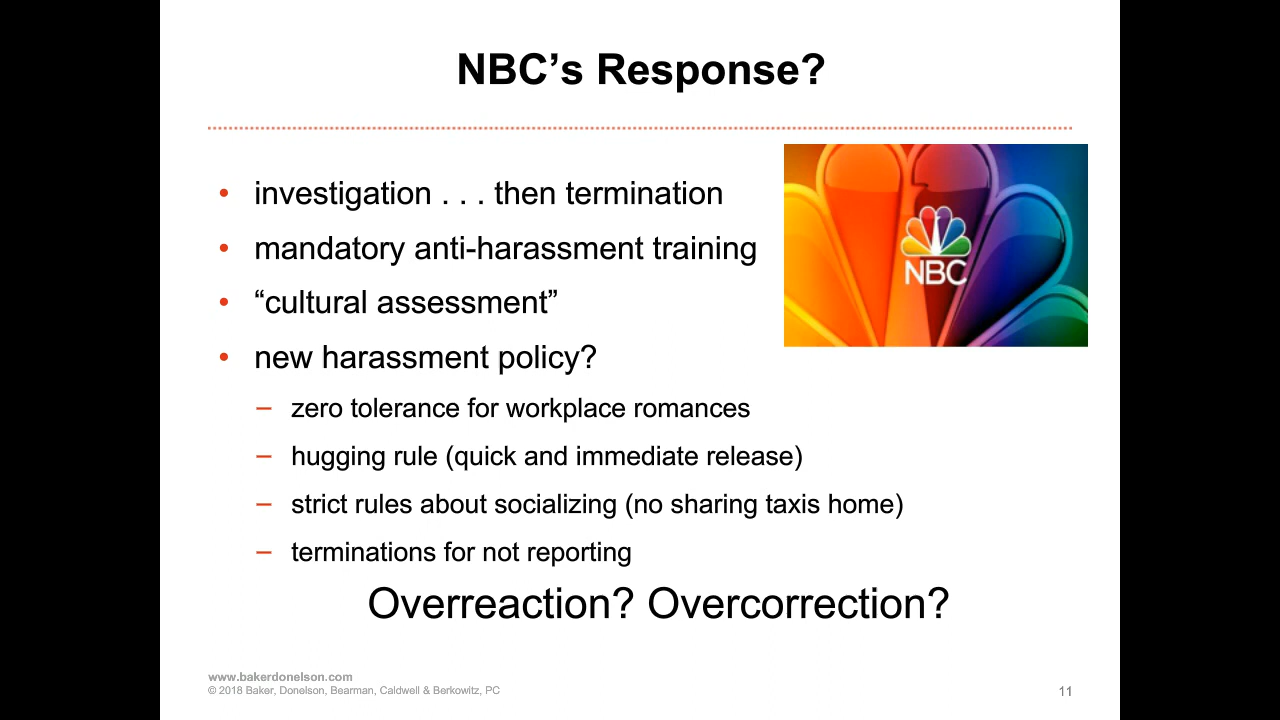 NBC’s Response?
• investigation . . . then termination
• mandatory anti-harassment training
• “cultural assessment”
• new harassment policy?
– zero tolerance for workplace romances
– hugging rule (quick and immediate release)
– strict rules about socializing (no sharing taxis home)
– terminations for not reporting
NBC
Overreaction? Overcorrection?
www.bakerdonelson.com
© 2018 Baker, Donelson, Bearman, Caldwell & Berkowitz, PC
11